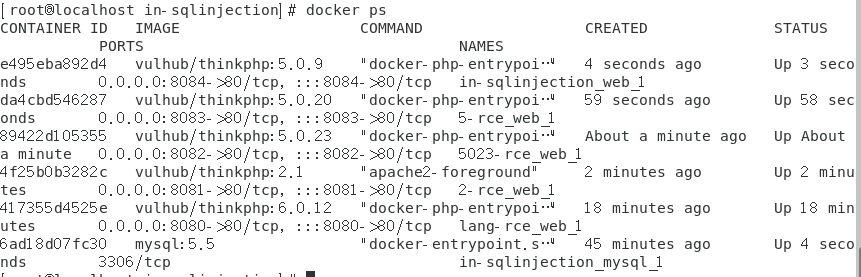 [root@localhost in-sqlinjection]# docker ps
CONTAINER ID   IMAGE                    COMMAND                  CREATED              STATUS
            PORTS                                       NAMES
e495eba892d4   vulhub/thinkphp:5.0.9    "docker-php-entrypoi…"   4 seconds ago        Up 3 seco
nds         0.0.0.0:8084->80/tcp, :::8084->80/tcp   in-sqlinjection_web_1
da4cbd546287   vulhub/thinkphp:5.0.20   "docker-php-entrypoi…"   59 seconds ago       Up 58 sec
onds        0.0.0.0:8083->80/tcp, :::8083->80/tcp   5-rce_web_1
89422d105355   vulhub/thinkphp:5.0.23   "docker-php-entrypoi…"   About a minute ago   Up About
a minute   0.0.0.0:8082->80/tcp, :::8082->80/tcp   5023-rce_web_1
4f25b0b3282c   vulhub/thinkphp:2.1      "apache2-foreground"     2 minutes ago        Up 2 minu
tes         0.0.0.0:8081->80/tcp, :::8081->80/tcp   2-rce_web_1
417355d4525e   vulhub/thinkphp:6.0.12   "docker-php-entrypoi…"   18 minutes ago       Up 18 min
utes        0.0.0.0:8080->80/tcp, :::8080->80/tcp   lang-rce_web_1
6ad18d07fc30   mysql:5.5                "docker-entrypoint.s…"   45 minutes ago       Up 4 seco
nds         3306/tcp                                in-sqlinjection_mysql_1
[root@localhost in-sqlinjection]#